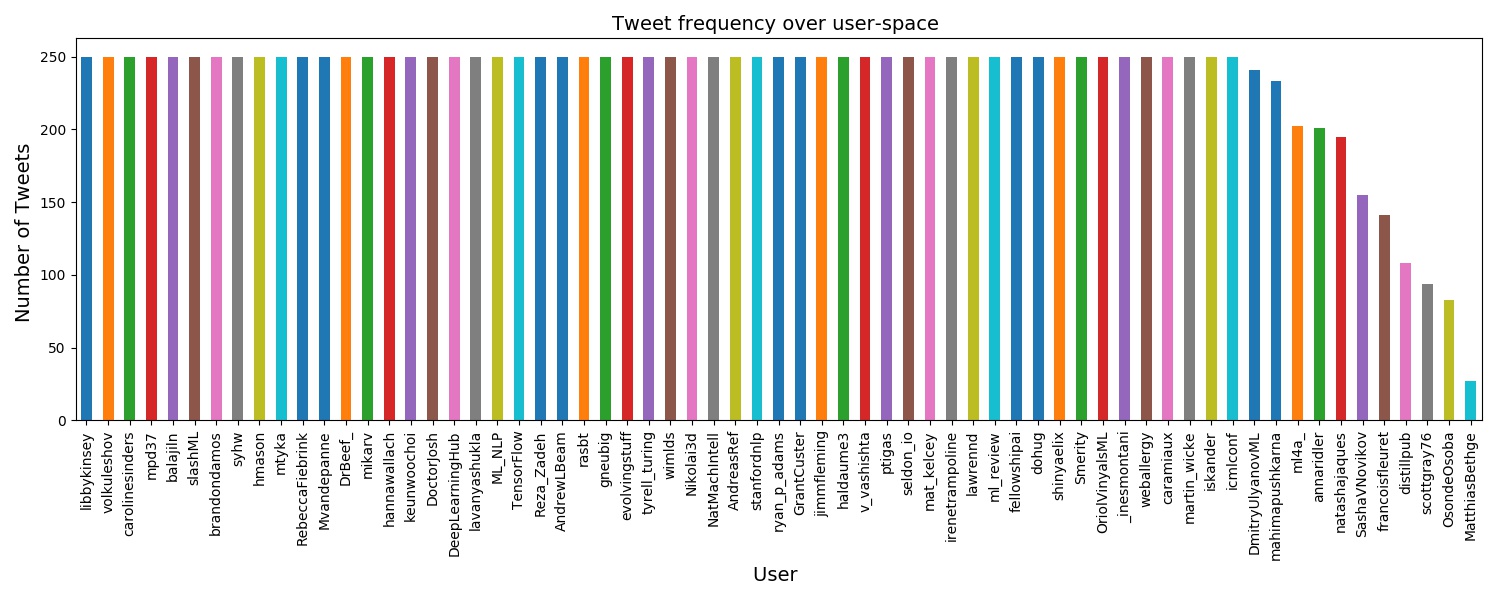 Tweet frequency over user-space
Number of Tweets
250
200
150
100
50
0
libbykinsey
volkuleshov
carolinesinders
mpd37
balajiln
slashML
brandondamos
syhw
hmason
mtyka
RebeccaFiebrink
Mvandepanne
DrBeef_
mikarv
hannawallach
keunwoochoi
DoctorJosh
DeepLearningHub
lavanyashukla
ML_NLP
TensorFlow
Reza_Zadeh
AndrewLBeam
rasbt
gneubig
evolvingstuff
tyrell_turing
wimlds
Nikolai3d
NatMachIntell
AndreasRef
stanfordnlp
ryan_p_adams
GrantCuster
jimmfleming
haldaume3
v_vashishta
ptigas
seldon_io
mat_kelcey
irenetrampoline
lawrennd
ml_review
fellowshipai
dohug
shinyaelix
Smerity
OriolVinyalsML
_inesmontani
weballergy
caramiaux
martin_wicke
iskander
icmlconf
DmitryUlyanovML
mahimapushkarna
ml4a_
annaridler
natashajaques
SashaVNovikov
francoisfleuret
distillpub
scottgray76
OsondeOsoba
MatthiasBethge
User